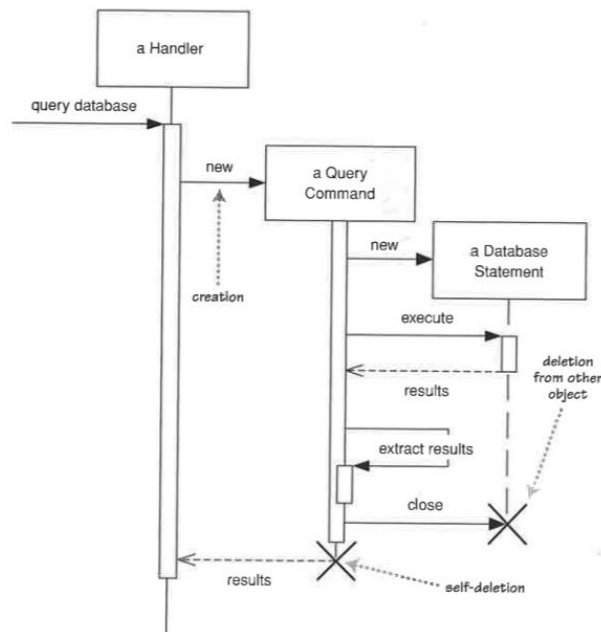 a Handler
query database
new
a Query
Command
new
a Database
Statement
creation
execute
deletion
from other
object
results
extract results
close
results
self-deletion